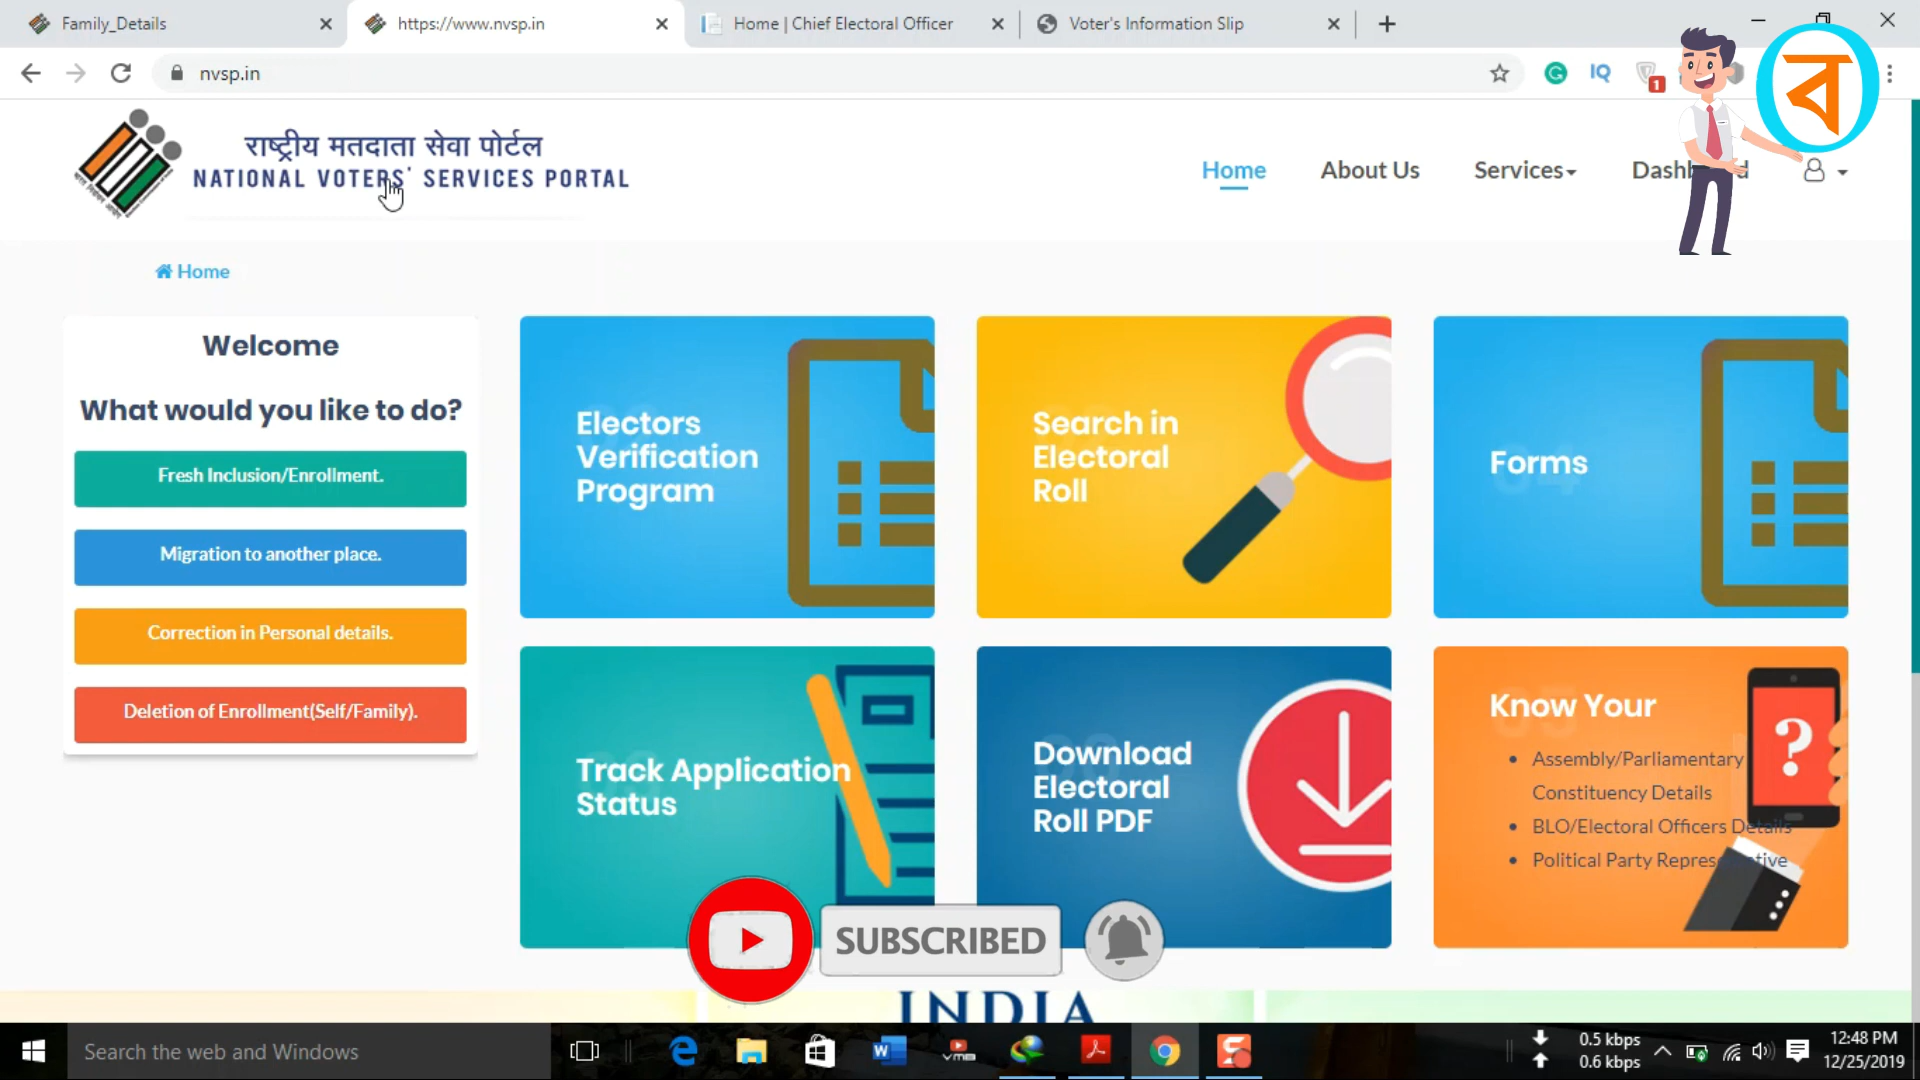 Family_Details
https://www.nvsp.in
Home | Chief Electoral Officer
Voter's Information Slip
nvsp.in
IQ
1
ব
राष्ट्रीय मतदाता सेवा पोर्टल
NATIONAL VOTERS' SERVICES PORTAL
Home
About Us
Services
Home
Welcome
What would you like to do?
Fresh Inclusion/Enrollment.
Migration to another place.
Correction in Personal details.
Deletion of Enrollment(Self/Family).
Electors
Verification
Program
Search in
Electoral
Roll
Forms
Track Application
Status
Download
Electoral
Roll PDF
Know Your
Assembly/Parliamentary
Constituency Details
BLO/Electoral Officers Details
Political Party Representative
SUBSCRIBED
INDIA
Search the web and Windows
0.5 kbps
0.6 kbps
12:48 PM
12/25/2019